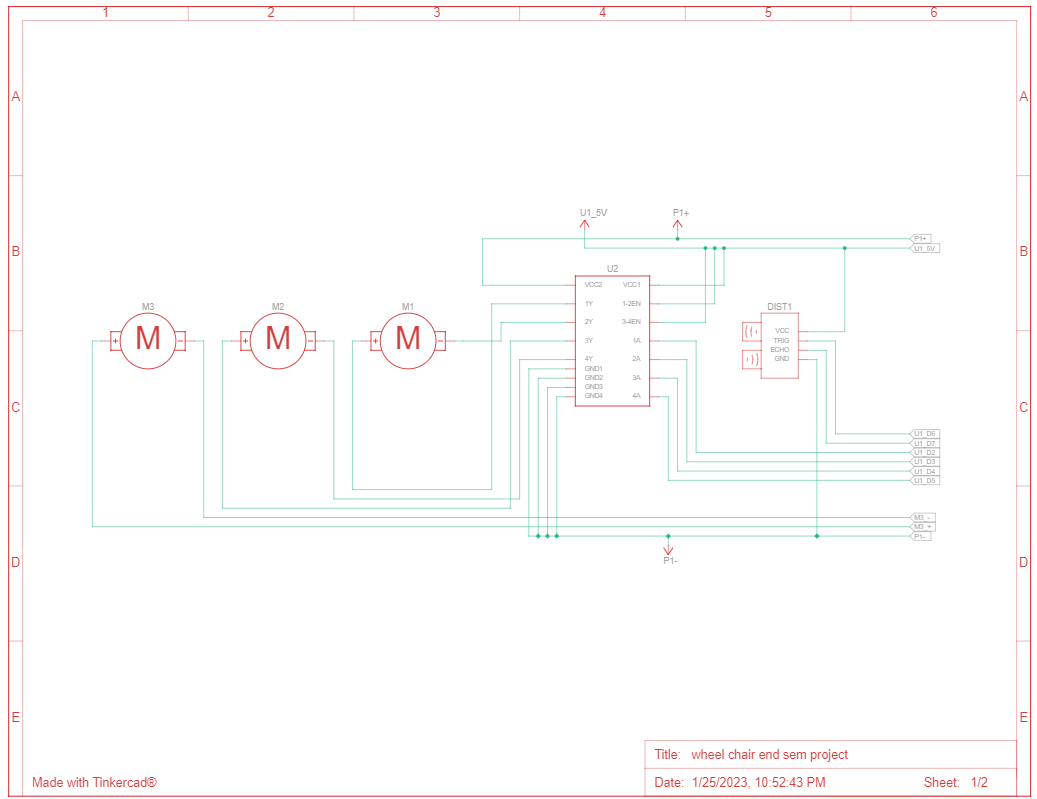 1 2 3 4 5 6
A A
U1_5V P1+
P1+
B B
U1_5V
U2
VCC2 VCC1
M3 M2 M1 1Y 1-2EN DIST1
2Y 3-4EN
VCC
+ M - + M - + M - 3Y 1A TRIG
ECHO
4Y 2A GND
GND1
GND2 3A
GND3
GND4 4A
C C
U1_D6
U1_D7
U1_D2
U1_D3
U1_D4
U1_D5
M3_-
M3_+
P1-
P1-
D D
E E
Title: wheel chair end sem project
Made with Tinkercad® Date: 1/25/2023, 10:52:43 PM Sheet: 1/2